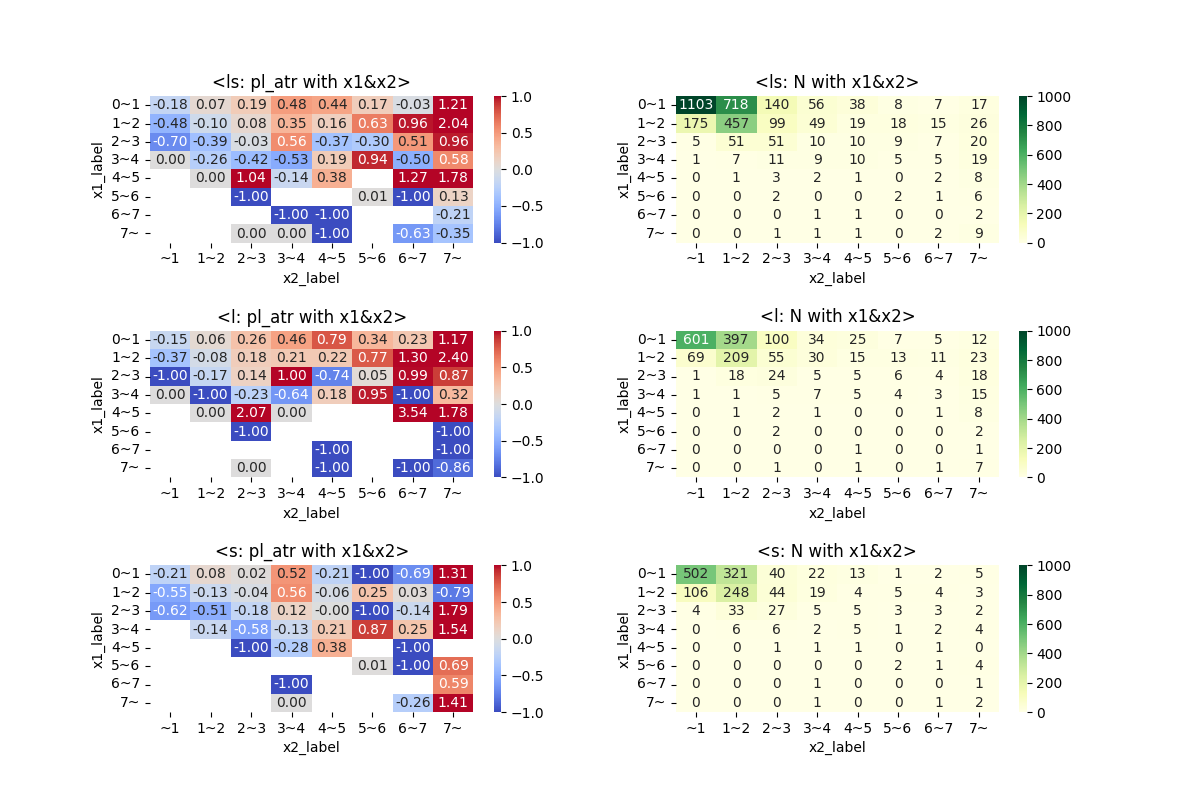 <ls: pl_atr with x1&x2>
0~1 -0.18 0.07 0.19 0.48 0.44 0.17 -0.03 1.21
1~2 -0.48 -0.10 0.08 0.35 0.16 0.63 0.96 2.04
2~3 -0.70 -0.39 -0.03 0.56 -0.37 -0.30 0.51 0.96
3~4 0.00 -0.26 -0.42 -0.53 0.19 0.94 -0.50 0.58
4~5 0.00 1.04 -0.14 0.38 1.27 1.78
5~6 -1.00 0.01 -1.00 0.13
6~7 -1.00 -1.00 -0.21
7~ 0.00 0.00 -1.00 -0.63 -0.35
~1 1~2 2~3 3~4 4~5 5~6 6~7 7~
x2_label
x1_label
1.0
0.5
0.0
−0.5
−1.0
<ls: N with x1&x2>
0~1 1103 718 140 56 38 8 7 17
1~2 175 457 99 49 19 18 15 26
2~3 5 51 51 10 10 9 7 20
3~4 1 7 11 9 10 5 5 19
4~5 0 1 3 2 1 0 2 8
5~6 0 0 2 0 0 2 1 6
6~7 0 0 0 1 1 0 0 2
7~ 0 0 1 1 1 0 2 9
~1 1~2 2~3 3~4 4~5 5~6 6~7 7~
x2_label
x1_label
1000
800
600
400
200
0
<l: pl_atr with x1&x2>
0~1 -0.15 0.06 0.26 0.46 0.79 0.34 0.23 1.17
1~2 -0.37 -0.08 0.18 0.21 0.22 0.77 1.30 2.40
2~3 -1.00 -0.17 0.14 1.00 -0.74 0.05 0.99 0.87
3~4 0.00 -1.00 -0.23 -0.64 0.18 0.95 -1.00 0.32
4~5 0.00 2.07 0.00 3.54 1.78
5~6 -1.00 -1.00
6~7 -1.00 -1.00
7~ 0.00 -1.00 -1.00 -0.86
~1 1~2 2~3 3~4 4~5 5~6 6~7 7~
x2_label
x1_label
1.0
0.5
0.0
−0.5
−1.0
<l: N with x1&x2>
0~1 601 397 100 34 25 7 5 12
1~2 69 209 55 30 15 13 11 23
2~3 1 18 24 5 5 6 4 18
3~4 1 1 5 7 5 4 3 15
4~5 0 1 2 1 0 0 1 8
5~6 0 0 2 0 0 0 0 2
6~7 0 0 0 0 1 0 0 1
7~ 0 0 1 0 1 0 1 7
~1 1~2 2~3 3~4 4~5 5~6 6~7 7~
x2_label
x1_label
1000
800
600
400
200
0
<s: pl_atr with x1&x2>
0~1 -0.21 0.08 0.02 0.52 -0.21 -1.00 -0.69 1.31
1~2 -0.55 -0.13 -0.04 0.56 -0.06 0.25 0.03 -0.79
2~3 -0.62 -0.51 -0.18 0.12 -0.00 -1.00 -0.14 1.79
3~4 -0.14 -0.58 -0.13 0.21 0.87 0.25 1.54
4~5 -1.00 -0.28 0.38 -1.00
5~6 0.01 -1.00 0.69
6~7 -1.00 0.59
7~ 0.00 -0.26 1.41
~1 1~2 2~3 3~4 4~5 5~6 6~7 7~
x2_label
x1_label
1.0
0.5
0.0
−0.5
−1.0
<s: N with x1&x2>
0~1 502 321 40 22 13 1 2 5
1~2 106 248 44 19 4 5 4 3
2~3 4 33 27 5 5 3 3 2
3~4 0 6 6 2 5 1 2 4
4~5 0 0 1 1 1 0 1 0
5~6 0 0 0 0 0 2 1 4
6~7 0 0 0 1 0 0 0 1
7~ 0 0 0 1 0 0 1 2
~1 1~2 2~3 3~4 4~5 5~6 6~7 7~
x2_label
x1_label
1000
800
600
400
200
0